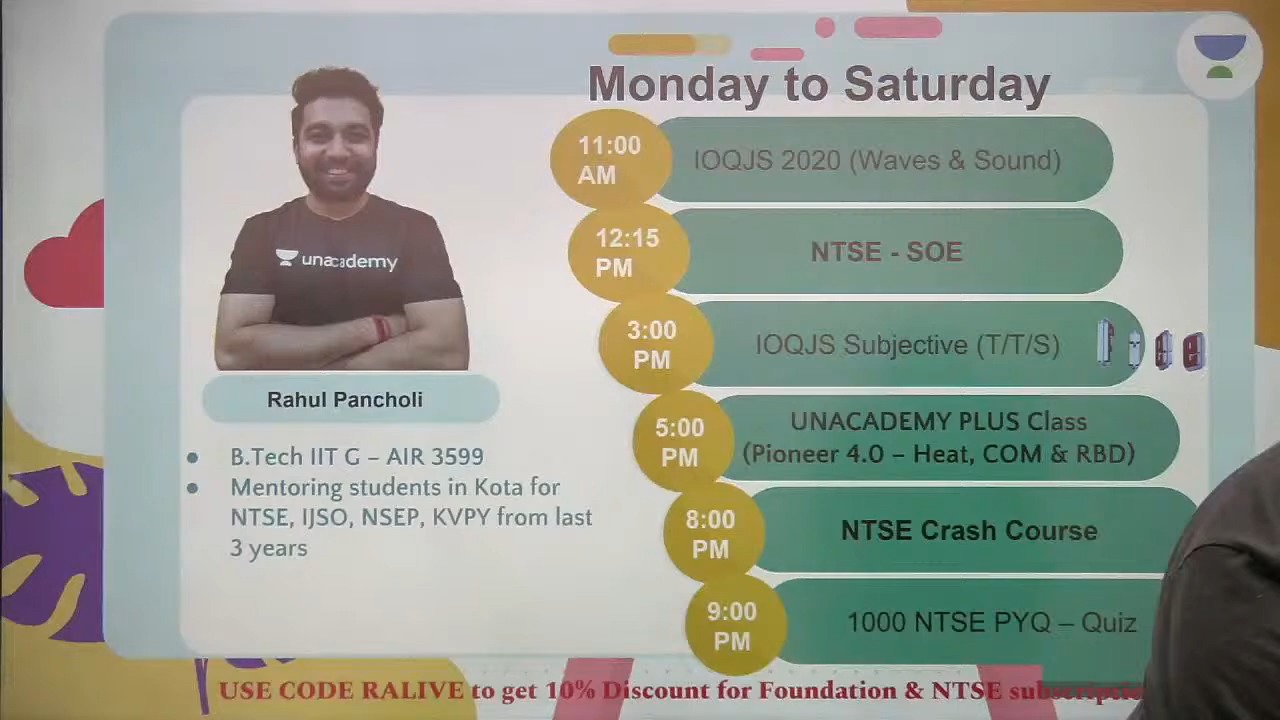 Monday to Saturday
11:00
AM
IOQJS 2020 (Waves & Sound)
12:15
PM
NTSE - SOE
3:00
PM
IOQJS Subjective (T/T/S)
5:00
PM
UNACADEMY PLUS Class
(Pioneer 4.0 – Heat, COM & RBD)
8:00
PM
NTSE Crash Course
9:00
PM
1000 NTSE PYQ – Quiz
unacademy
Rahul Pancholi
B.Tech IIT G – AIR 3599
Mentoring students in Kota for
NTSE, IJSO, NSEP, KVPY from last
3 years
USE CODE RALIVE to get 10% Discount for Foundation & NTSE